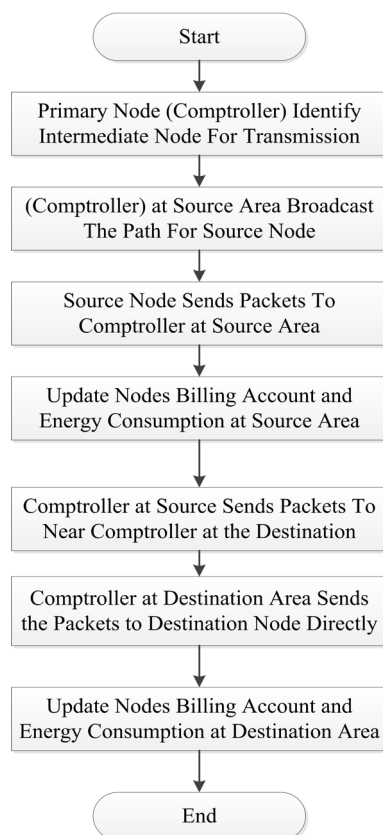 Start
Primary Node (Comptroller) Identify
Intermediate Node For Transmission
(Comptroller) at Source Area Broadcast
The Path For Source Node
Source Node Sends Packets To
Comptroller at Source Area
Update Nodes Billing Account and
Energy Consumption at Source Area
Comptroller at Source Sends Packets To
Near Comptroller at the Destination
Comptroller at Destination Area Sends
the Packets to Destination Node Directly
Update Nodes Billing Account and
Energy Consumption at Destination Area
End